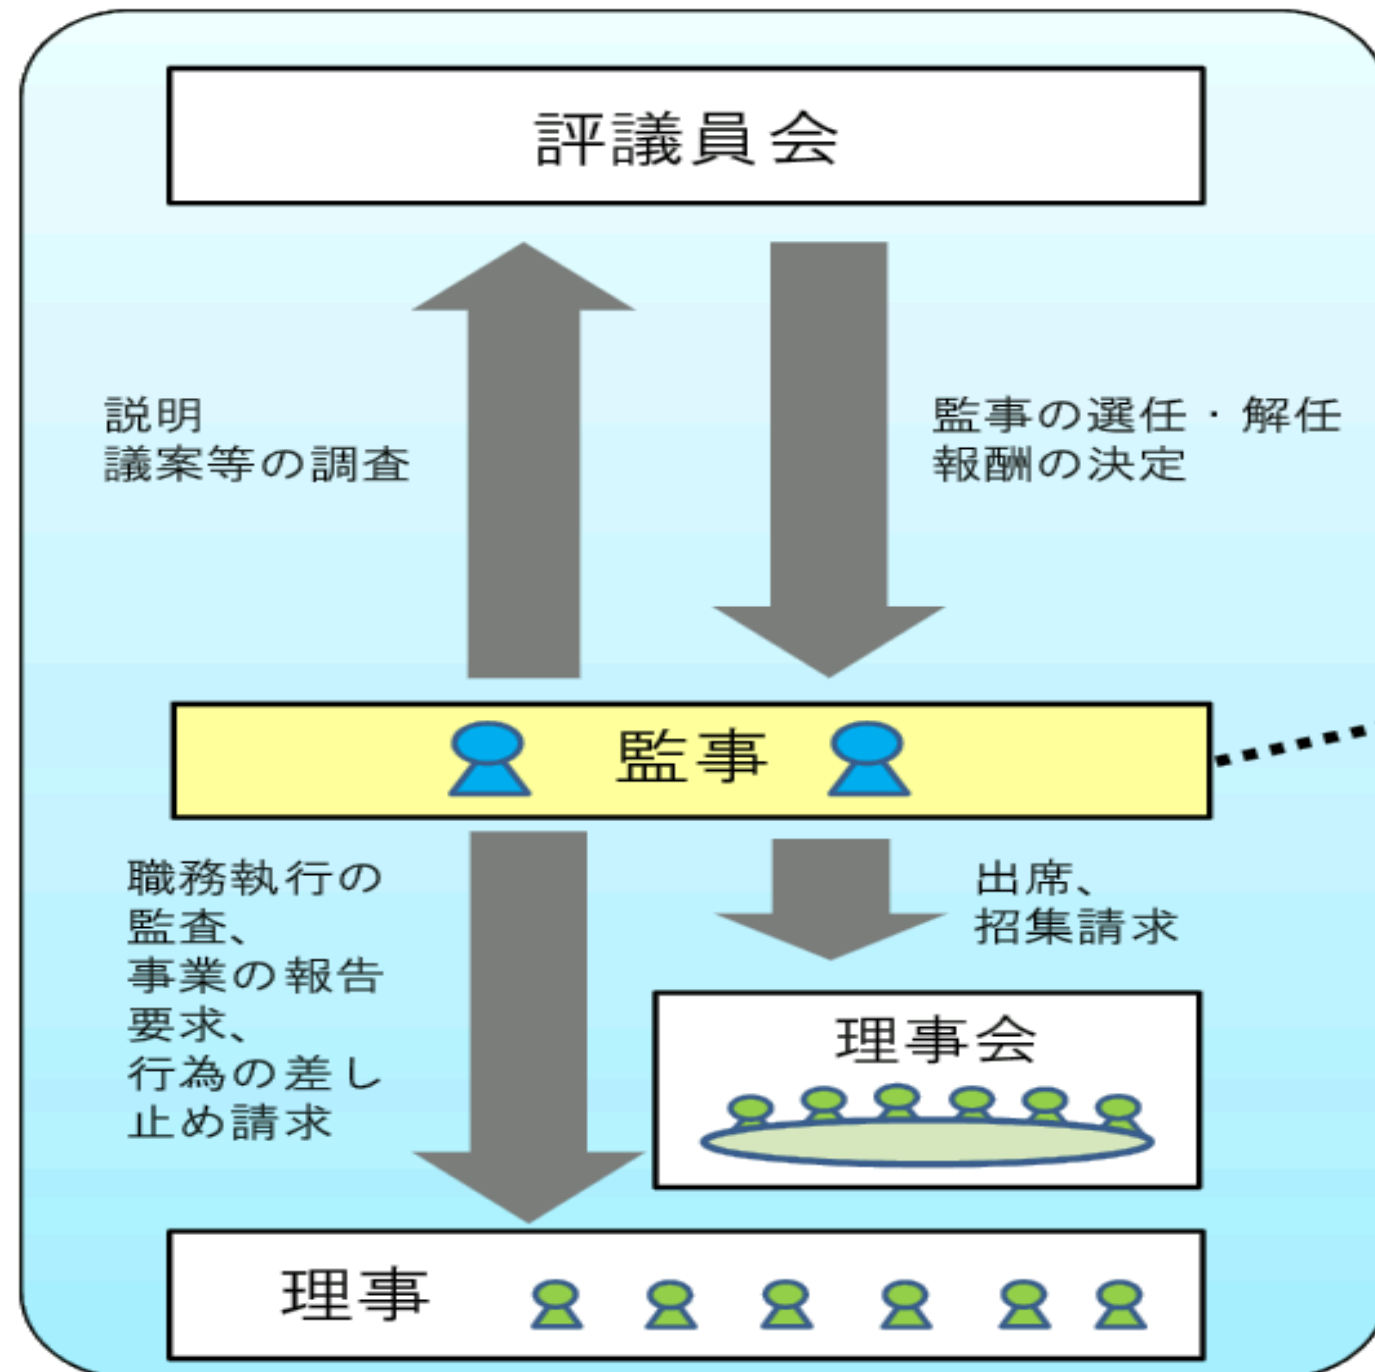 評議員会
説明
議案等の調査
監事の選任・解任
報酬の決定
監事
職務執行の
監査、
事業の報告
要求、
行為の差し
止め請求
出席、
招集請求
理事会
理事